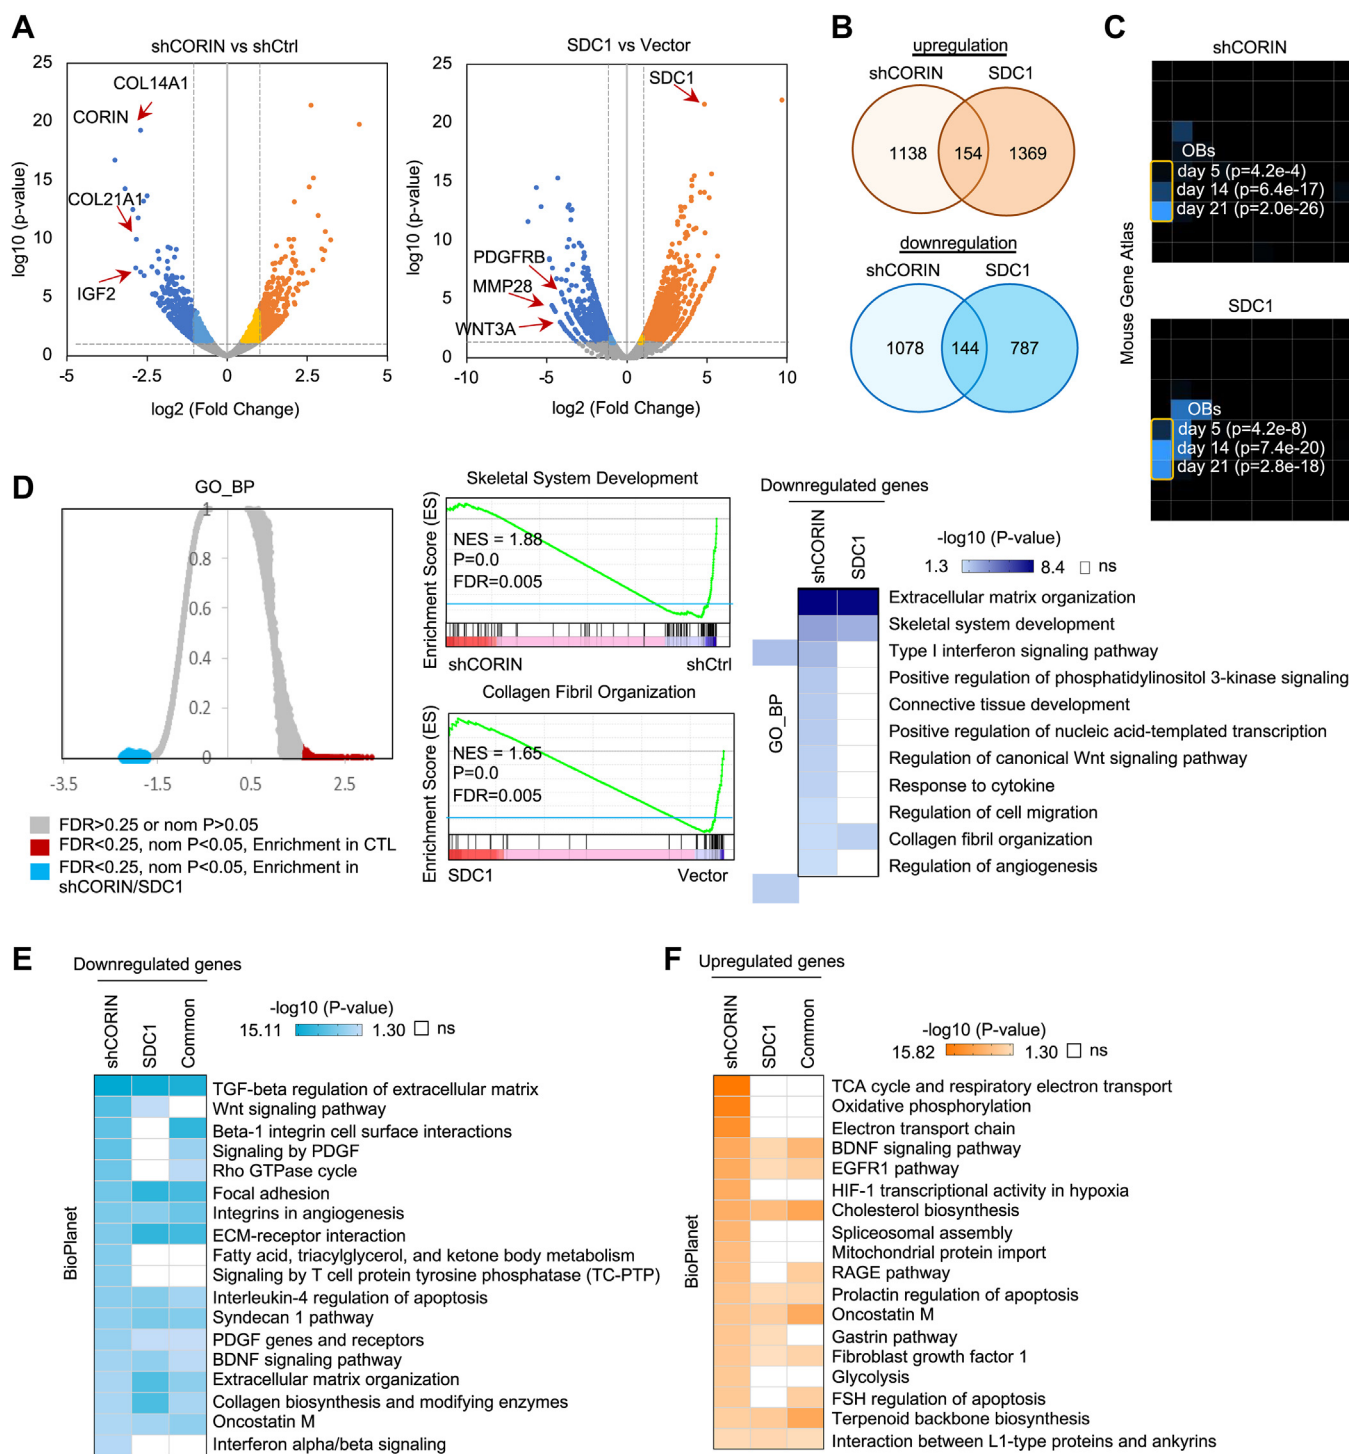 A
shCORIN vs shCtrl
25
20
15
10
5
0
-5
-2.5
0
2.5
5
log10 (p-value)
log2 (Fold Change)
COL14A1
CORIN
COL21A1
IGF2
SDC1 vs Vector
25
20
15
10
5
0
-10
-5
0
5
10
log10 (p-value)
log2 (Fold Change)
SDC1
PDGFRB
MMP28
WNT3A
B
upregulation
shCORIN
SDC1
1138
154
1369
downregulation
shCORIN
SDC1
1078
144
787
C
shCORIN
OBs
day 5 (p=4.2e-4)
day 14 (p=6.4e-17)
day 21 (p=2.0e-26)
Mouse Gene Atlas
SDC1
OBs
day 5 (p=4.2e-8)
day 14 (p=7.4e-20)
day 21 (p=2.8e-18)
D
GO_BP
1
0.8
0.6
0.4
0.2
0
-3.5
-1.5
0.5
2.5
FDR>0.25 or nom P>0.05
FDR<0.25, nom P<0.05, Enrichment in CTL
FDR<0.25, nom P<0.05, Enrichment in
shCORIN/SDC1
Skeletal System Development
Enrichment Score (ES)
NES = 1.88
P=0.0
FDR=0.005
shCORIN
shCtrl
Collagen Fibril Organization
Enrichment Score (ES)
NES = 1.65
P=0.0
FDR=0.005
SDC1
Vector
Downregulated genes
shCORIN
SDC1
-log10 (P-value)
1.3
8.4
ns
GO_BP
Extracellular matrix organization
Skeletal system development
Type I interferon signaling pathway
Positive regulation of phosphatidylinositol 3-kinase signaling
Connective tissue development
Positive regulation of nucleic acid-templated transcription
Regulation of canonical Wnt signaling pathway
Response to cytokine
Regulation of cell migration
Collagen fibril organization
Regulation of angiogenesis
E
Downregulated genes
shCORIN
SDC1
Common
-log10 (P-value)
15.11
1.30
ns
BioPlanet
TGF-beta regulation of extracellular matrix
Wnt signaling pathway
Beta-1 integrin cell surface interactions
Signaling by PDGF
Rho GTPase cycle
Focal adhesion
Integrins in angiogenesis
ECM-receptor interaction
Fatty acid, triacylglycerol, and ketone body metabolism
Signaling by T cell protein tyrosine phosphatase (TC-PTP)
Interleukin-4 regulation of apoptosis
Syndecan 1 pathway
PDGF genes and receptors
BDNF signaling pathway
Extracellular matrix organization
Collagen biosynthesis and modifying enzymes
Oncostatin M
Interferon alpha/beta signaling
F
Upregulated genes
shCORIN
SDC1
Common
-log10 (P-value)
15.82
1.30
ns
BioPlanet
TCA cycle and respiratory electron transport
Oxidative phosphorylation
Electron transport chain
BDNF signaling pathway
EGFR1 pathway
HIF-1 transcriptional activity in hypoxia
Cholesterol biosynthesis
Spliceosomal assembly
Mitochondrial protein import
RAGE pathway
Prolactin regulation of apoptosis
Oncostatin M
Gastrin pathway
Fibroblast growth factor 1
Glycolysis
FSH regulation of apoptosis
Terpenoid backbone biosynthesis
Interaction between L1-type proteins and ankyrins